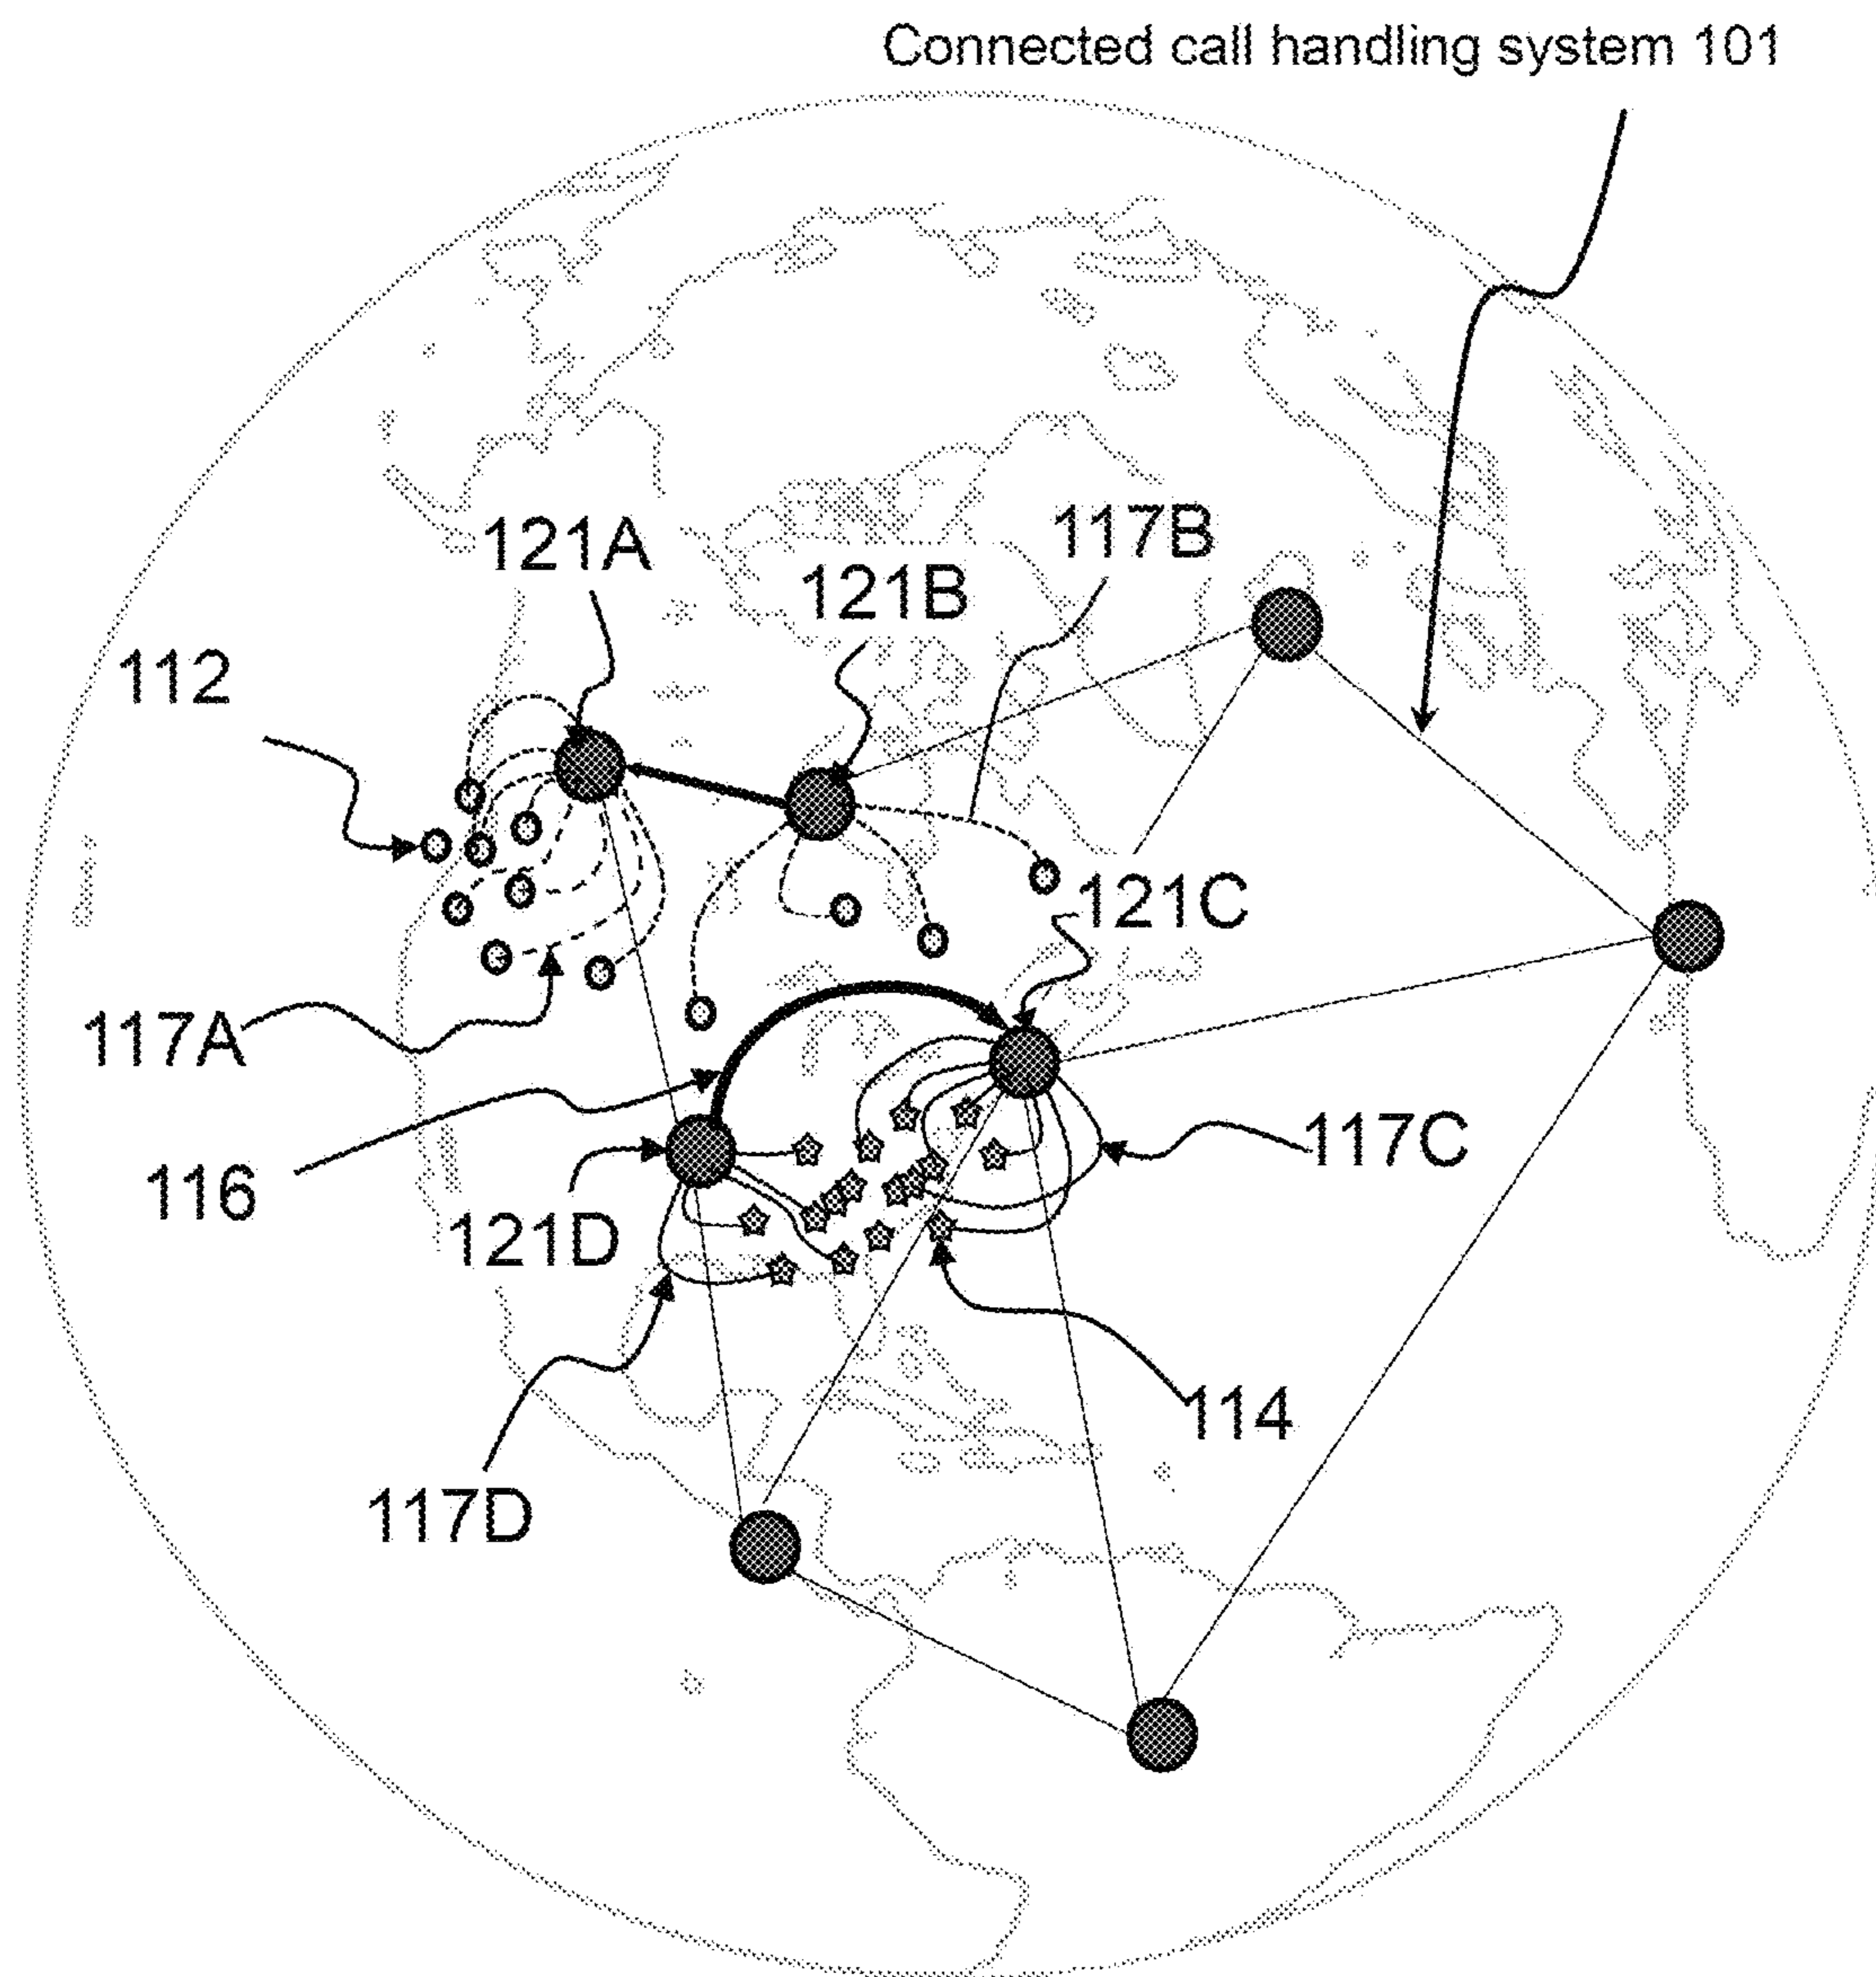 Connected call handling system 101
121A
117B
121B
112
121C
117A
117C
116
121D
114
117D